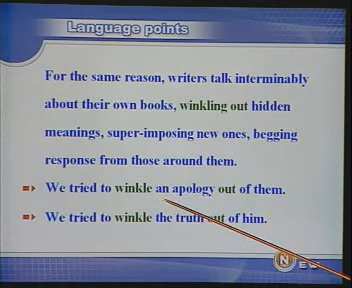 Language points
For the same reason, writers talk interminably
about their own books, winkling out hidden
meanings, super-imposing new ones, begging
response from those around them.
We tried to winkle an apology out of them.
We tried to winkle the truth out of him.
N